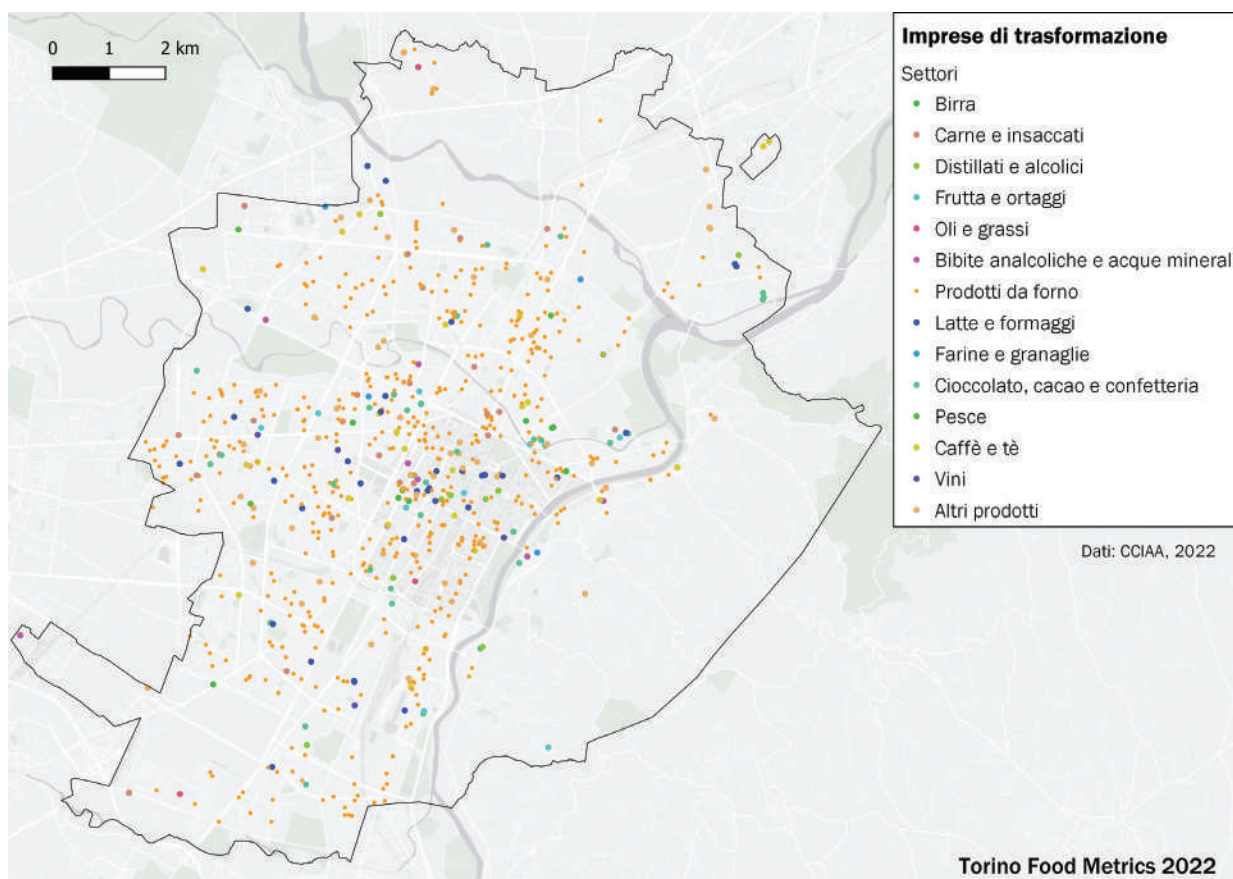 0 1 2 km
Imprese di trasformazione
Settori
Birra
Carne e insaccati
Distillati e alcolici
Frutta e ortaggi
Oli e grassi
Bibite analcoliche e acque mineral
Prodotti da forno
Latte e formaggi
Farine e granaglie
Cioccolato, cacao e confetteria
Pesce
Caffè e tè
Vini
Altri prodotti
Dati: CCIAA, 2022
Torino Food Metrics 2022